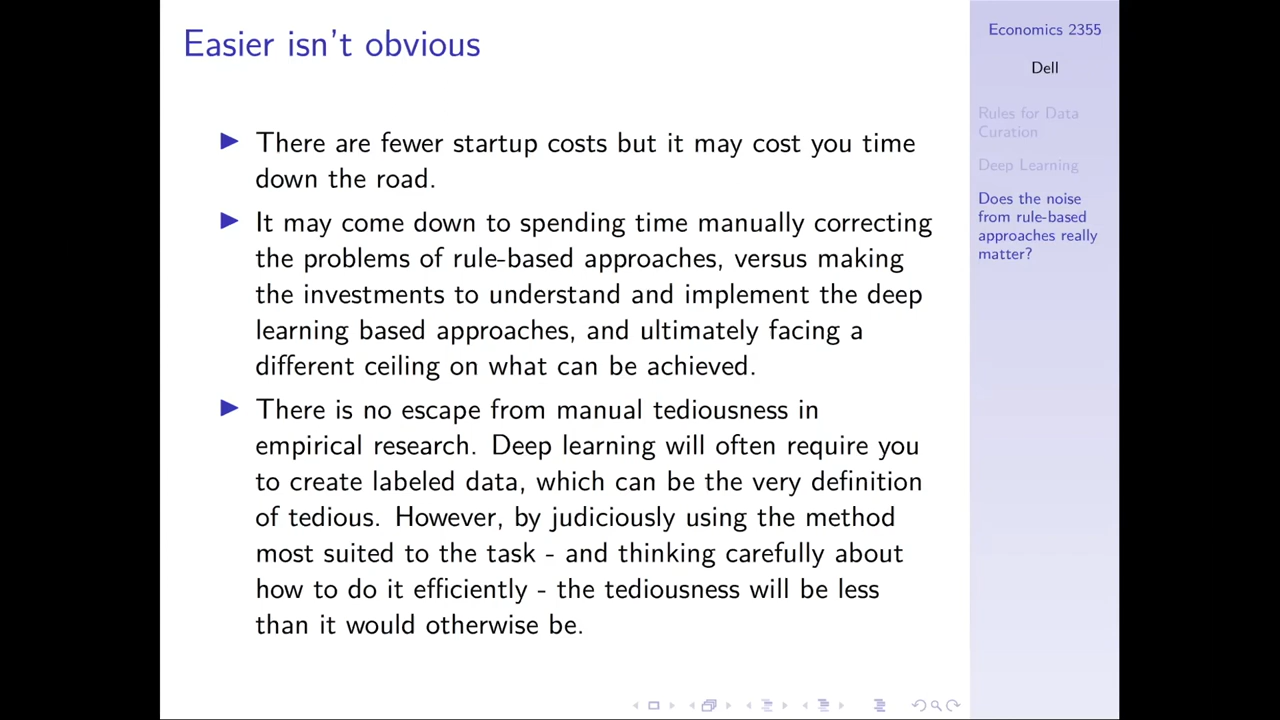 Easier isn't obvious
There are fewer startup costs but it may cost you time
down the road.
It may come down to spending time manually correcting
the problems of rule-based approaches, versus making
the investments to understand and implement the deep
learning based approaches, and ultimately facing a
different ceiling on what can be achieved.
There is no escape from manual tediousness in
empirical research. Deep learning will often require you
to create labeled data, which can be the very definition
of tedious. However, by judiciously using the method
most suited to the task - and thinking carefully about
how to do it efficiently - the tediousness will be less
than it would otherwise be.
Economics 2355
Dell
Rules for Data
Curation
Deep Learning
Does the noise
from rule-based
approaches really
matter?